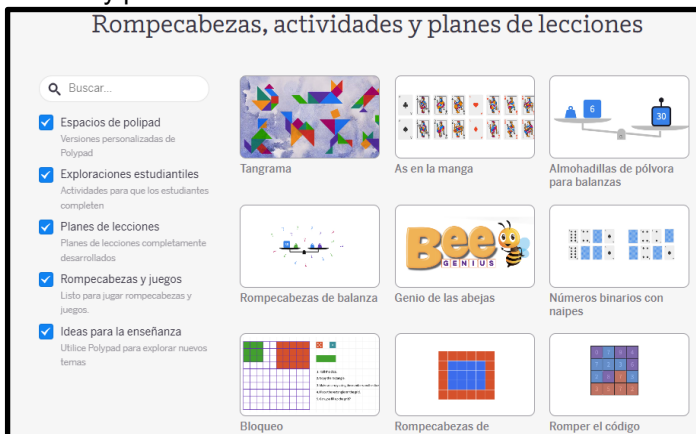 Rompecabezas, actividades y planes de lecciones
Buscar...
Espacios de polipad
Versiones personalizadas de
Polypad
Exploraciones estudiantiles
Actividades para que los estudiantes
completen
Planes de lecciones
Planes de lecciones completamente
desarrollados
Rompecabezas y juegos
Listo para jugar rompecabezas y
juegos.
Ideas para la enseñanza
Utilice Polypad para explorar nuevos
temas
Tangrama
As en la manga
6
30
Almohadillas de pólvora
para balanzas
Rompecabezas de balanza
Bee
GENIUS
Genio de las abejas
Números binarios con
naipes
Bloqueo
Rompecabezas de
Romper el código